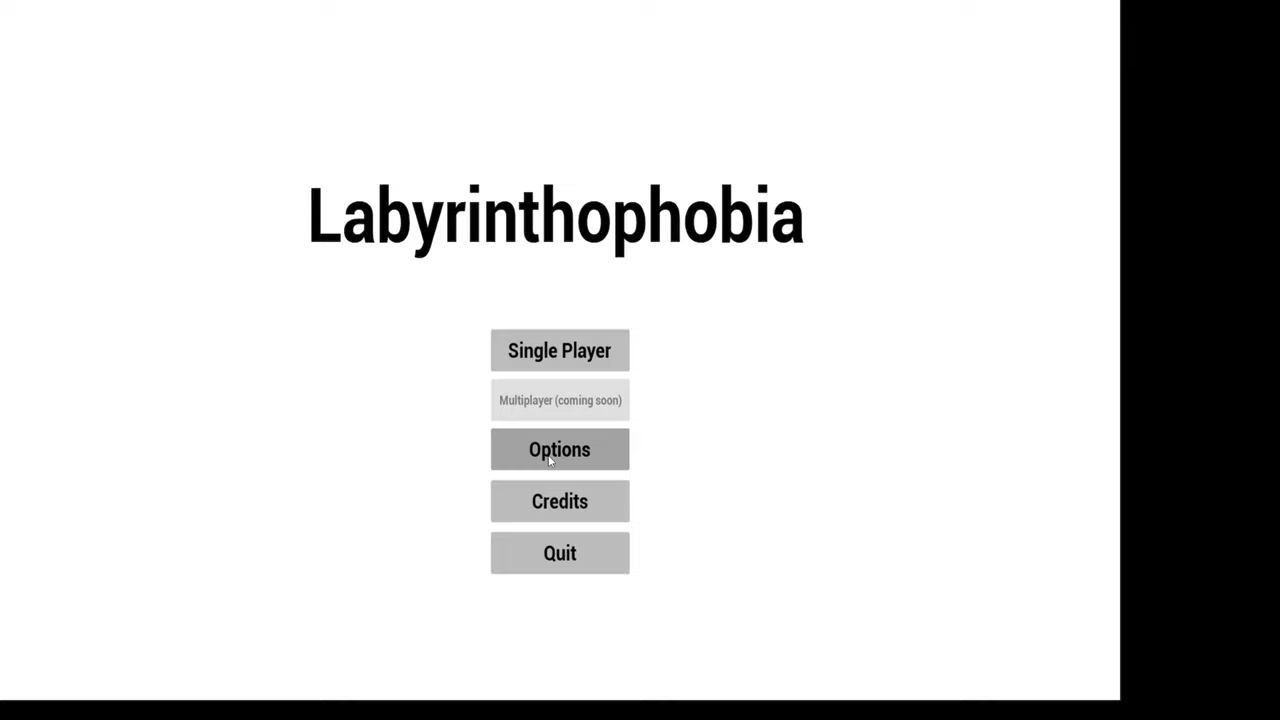 Labyrinthophobia
Single Player
Multiplayer (coming soon)
Options
Credits
Quit